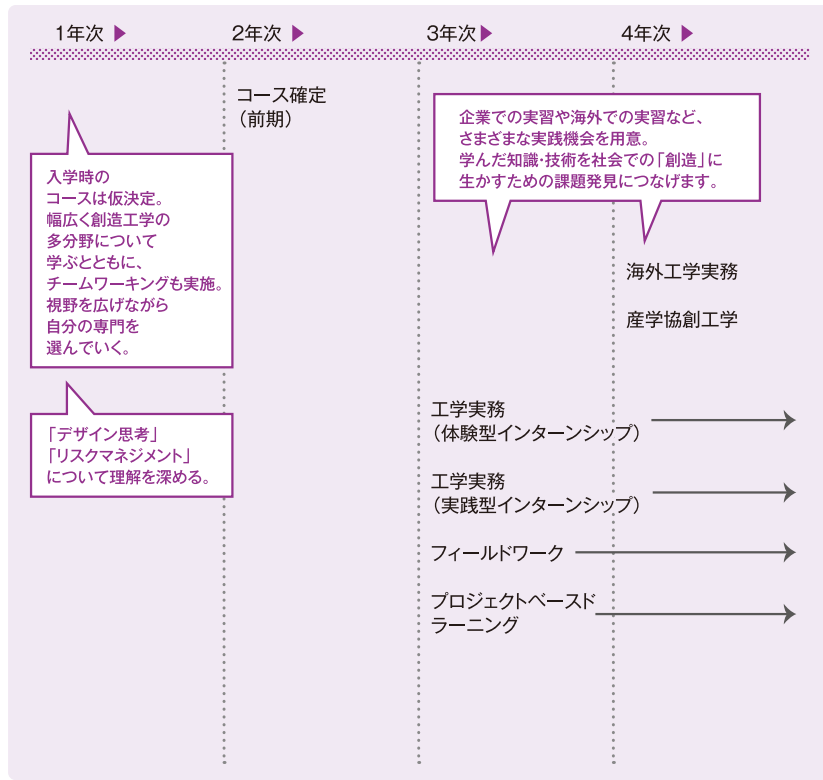 1年次
2年次
3年次
4年次
コース確定
（前期）
企業での実習や海外での実習など、
さまざまな実践機会を用意。
学んだ知識・技術を社会での「創造」に
生かすための課題発見につなげます。
入学時の
コースは仮決定。
幅広く創造工学の
多分野について
学ぶとともに、
チームワーキングも実施。
視野を広げながら
自分の専門を
選んでいく。
海外工学実務
産学協創工学
「デザイン思考」
「リスクマネジメント」
について理解を深める。
工学実務
（体験型インターンシップ）
工学実務
（実践型インターンシップ）
フィールドワーク
プロジェクトベースド
ラーニング